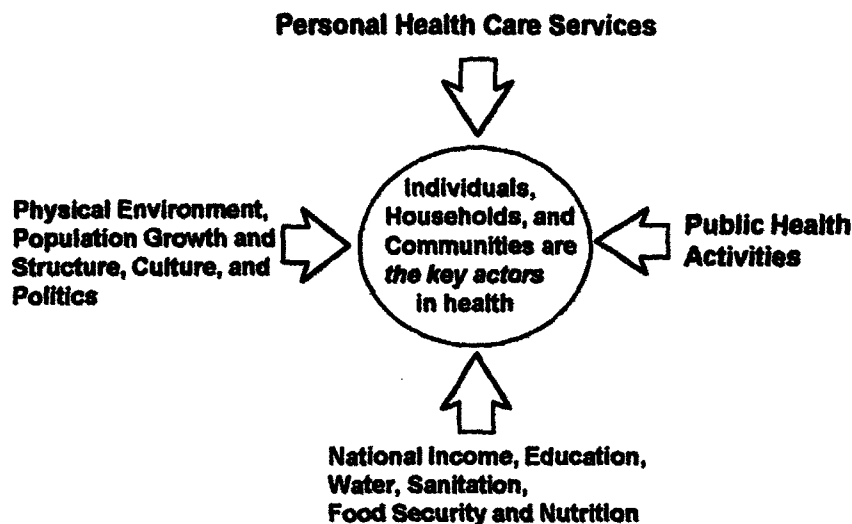 Personal Health Care Services
Individuals,
Households, and
Communities are
the key actors
in health
Physical Environment,
Population Growth and
Structure, Culture, and
Politics
Public Health
Activities
National Income, Education,
Water, Sanitation,
Food Security and Nutrition